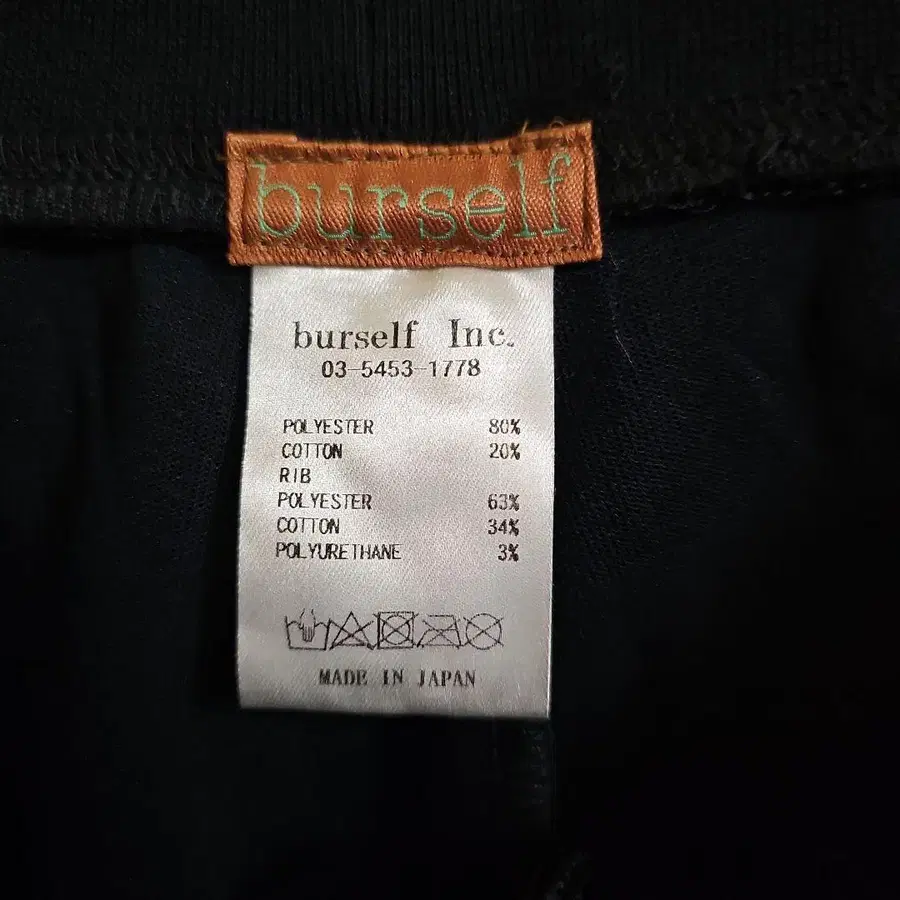 burself
burself Inc.
03-5453-1778
POLYESTER 80%
COTTON 20%
RIB
POLYESTER 63%
COTTON 34%
POLYURETHANE 3%
MADE IN JAPAN